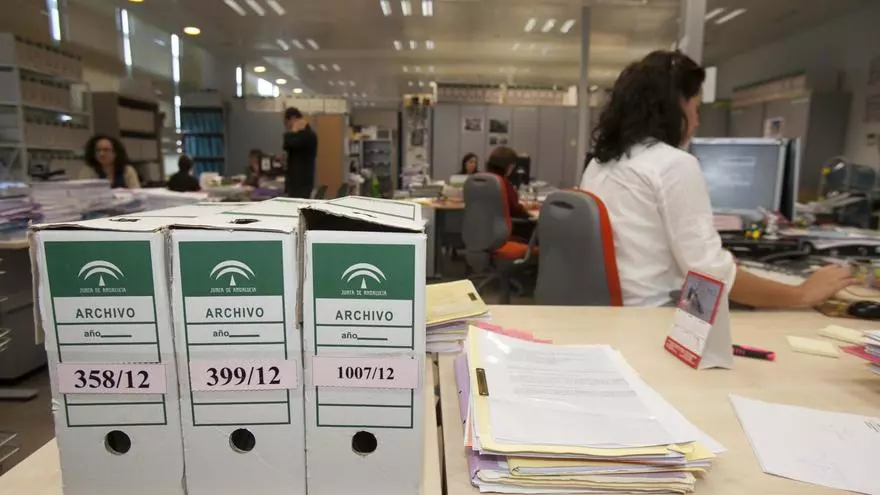 JUNTA DE ANDALUCIA
ARCHIVO
año
358/12
JUNTA DE ANDALUCIA
ARCHIVO
año
399/12
JUNTA DE ANDALUCIA
ARCHIVO
año
1007/12